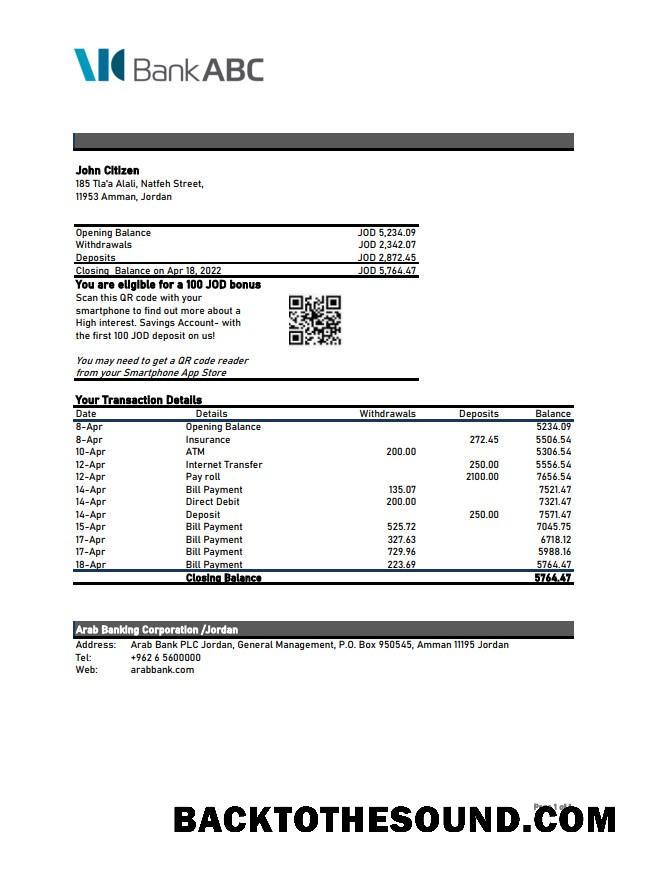 BankABC
John Citizen
185 Tla'a Alali, Natfeh Street,
11953 Amman, Jordan
Opening Balance JOD 5,234.09
Withdrawals JOD 2,342.07
Deposits JOD 2,872.45
Closing Balance on Apr 18, 2022 JOD 5,764.47
You are eligible for a 100 JOD bonus
Scan this QR code with your
smartphone to find out more about a
High interest. Savings Account- with
the first 100 JOD deposit on us!
You may need to get a QR code reader
from your Smartphone App Store
Your Transaction Details
Date Details Withdrawals Deposits Balance
8-Apr Opening Balance 5234.09
8-Apr Insurance 272.45 5506.54
10-Apr ATM 200.00 5306.54
12-Apr Internet Transfer 250.00 5556.54
12-Apr Pay roll 2100.00 7656.54
14-Apr Bill Payment 135.07 7521.47
14-Apr Direct Debit 200.00 7321.47
14-Apr Deposit 250.00 7571.47
15-Apr Bill Payment 525.72 7045.75
17-Apr Bill Payment 327.63 6718.12
17-Apr Bill Payment 729.96 5988.16
18-Apr Bill Payment 223.69 5764.47
Closing Balance 5764.47
Arab Banking Corporation /Jordan
Address: Arab Bank PLC Jordan, General Management, P.O. Box 950545, Amman 11195 Jordan
Tel: +962 6 5600000
Web: arabbank.com
Page 1 of
BACKTOTHESOUND.COM